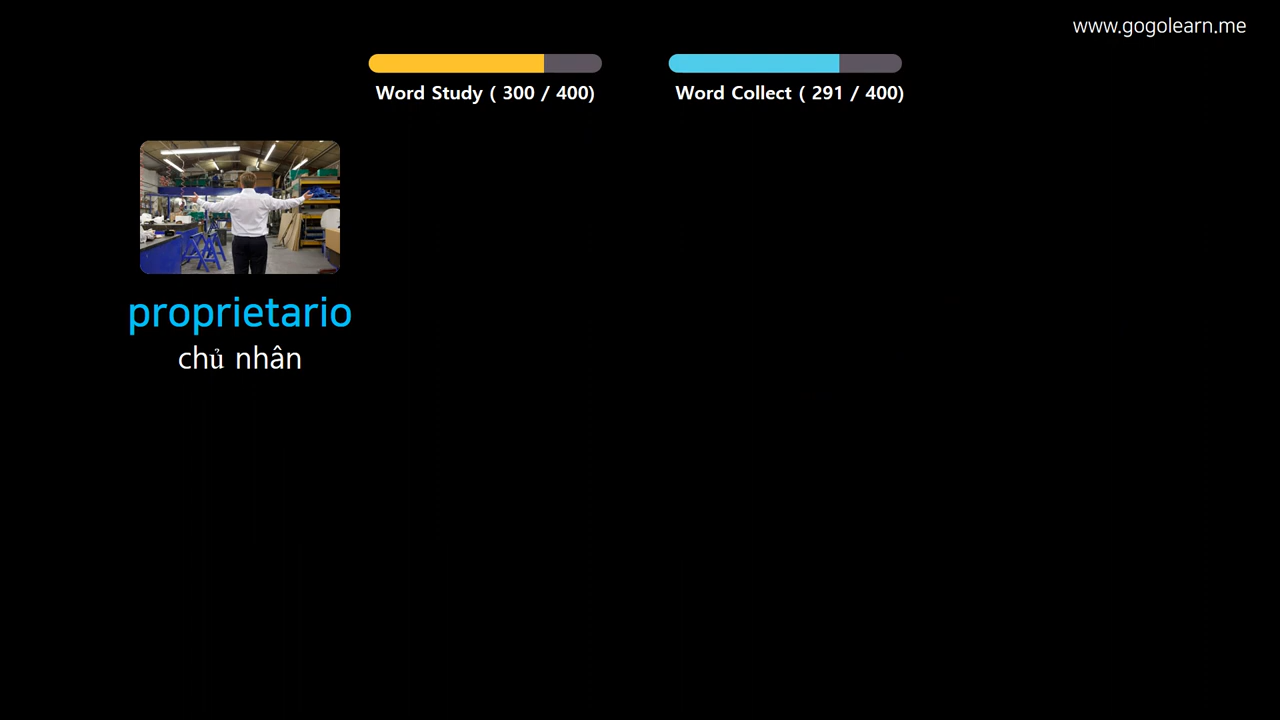 www.gogolearn.me
Word Study ( 300 / 400)
Word Collect ( 291 / 400)
proprietario
chủ nhân